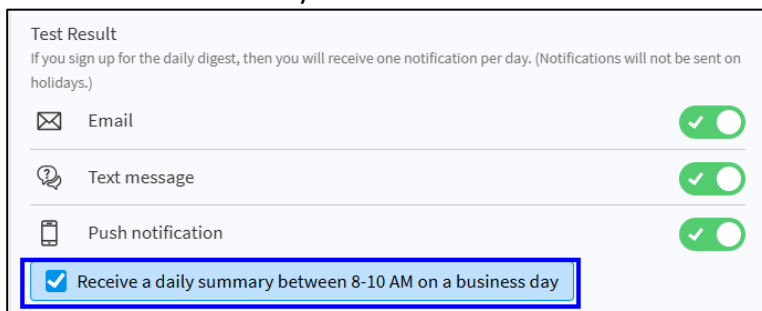 Test Result
If you sign up for the daily digest, then you will receive one notification per day. (Notifications will not be sent on
holidays.)
Email
Text message
Push notification
Receive a daily summary between 8-10 AM on a business day